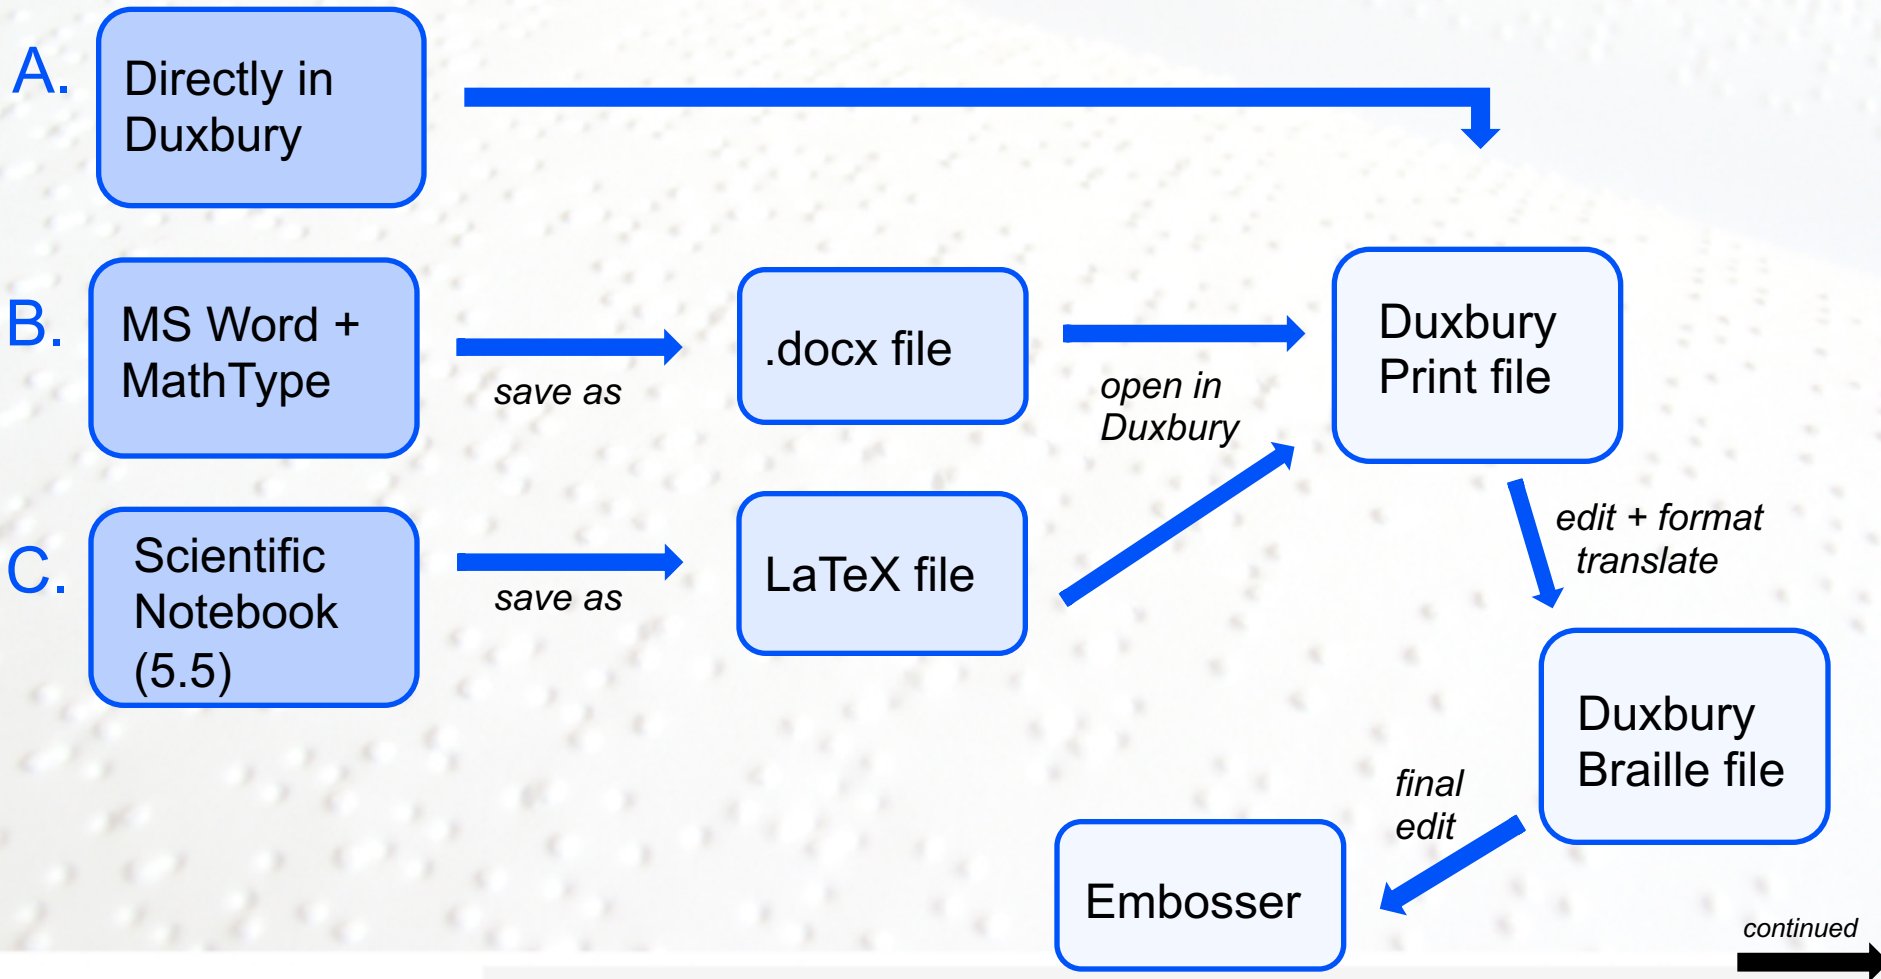 A.
Directly in
Duxbury
B.
MS Word +
MathType
save as
.docx file
open in
Duxbury
Duxbury
Print file
C.
Scientific
Notebook
(5.5)
save as
LaTeX file
edit + format
translate
Duxbury
Braille file
final
edit
Embosser
continued